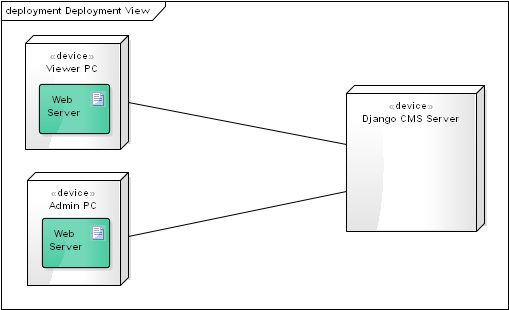 deployment Deployment View
«device»
Viewer PC
Web
Server
«device»
Django CMS Server
«device»
Admin PC
Web
Server